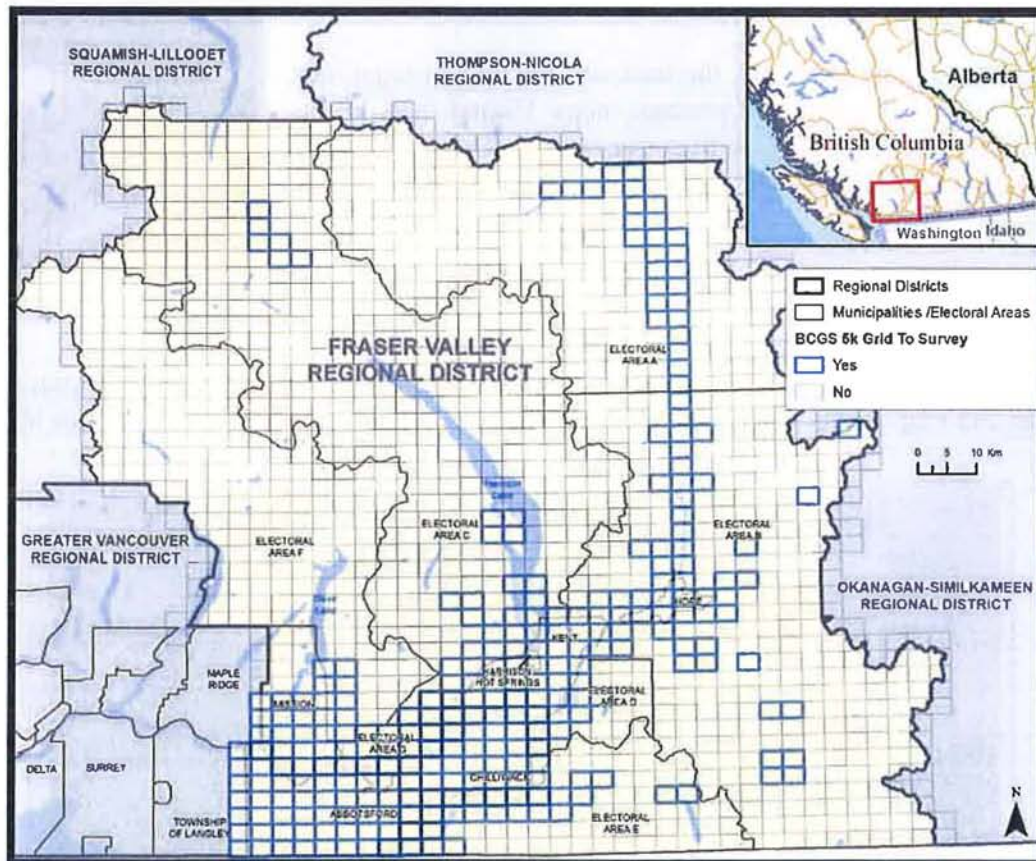 SQUAMISH-LILLOOET
REGIONAL DISTRICT
THOMPSON-NICOLA
REGIONAL DISTRICT
Alberta
British Columbia
Washington
Idaho
Regional Districts
Municipalities /Electoral Areas
BCGS 5k Grid To Survey
Yes
No
0 5 10 Km
FRASER VALLEY
REGIONAL DISTRICT
ELECTORAL
AREA A
GREATER VANCOUVER
REGIONAL DISTRICT
ELECTORAL
AREA F
ELECTORAL
AREA C
ELECTORAL
AREA B
OKANAGAN-SIMILKAMEEN
REGIONAL DISTRICT
HOPE
KENT
MAPLE
RIDGE
HARRISON
HOT SPRINGS
MISSION
ELECTORAL
AREA D
ELECTORAL
AREA G
DELTA
SURREY
CHILLIWACK
TOWNSHIP
OF LANGLEY
ABBOTSFORD
ELECTORAL
AREA E
N